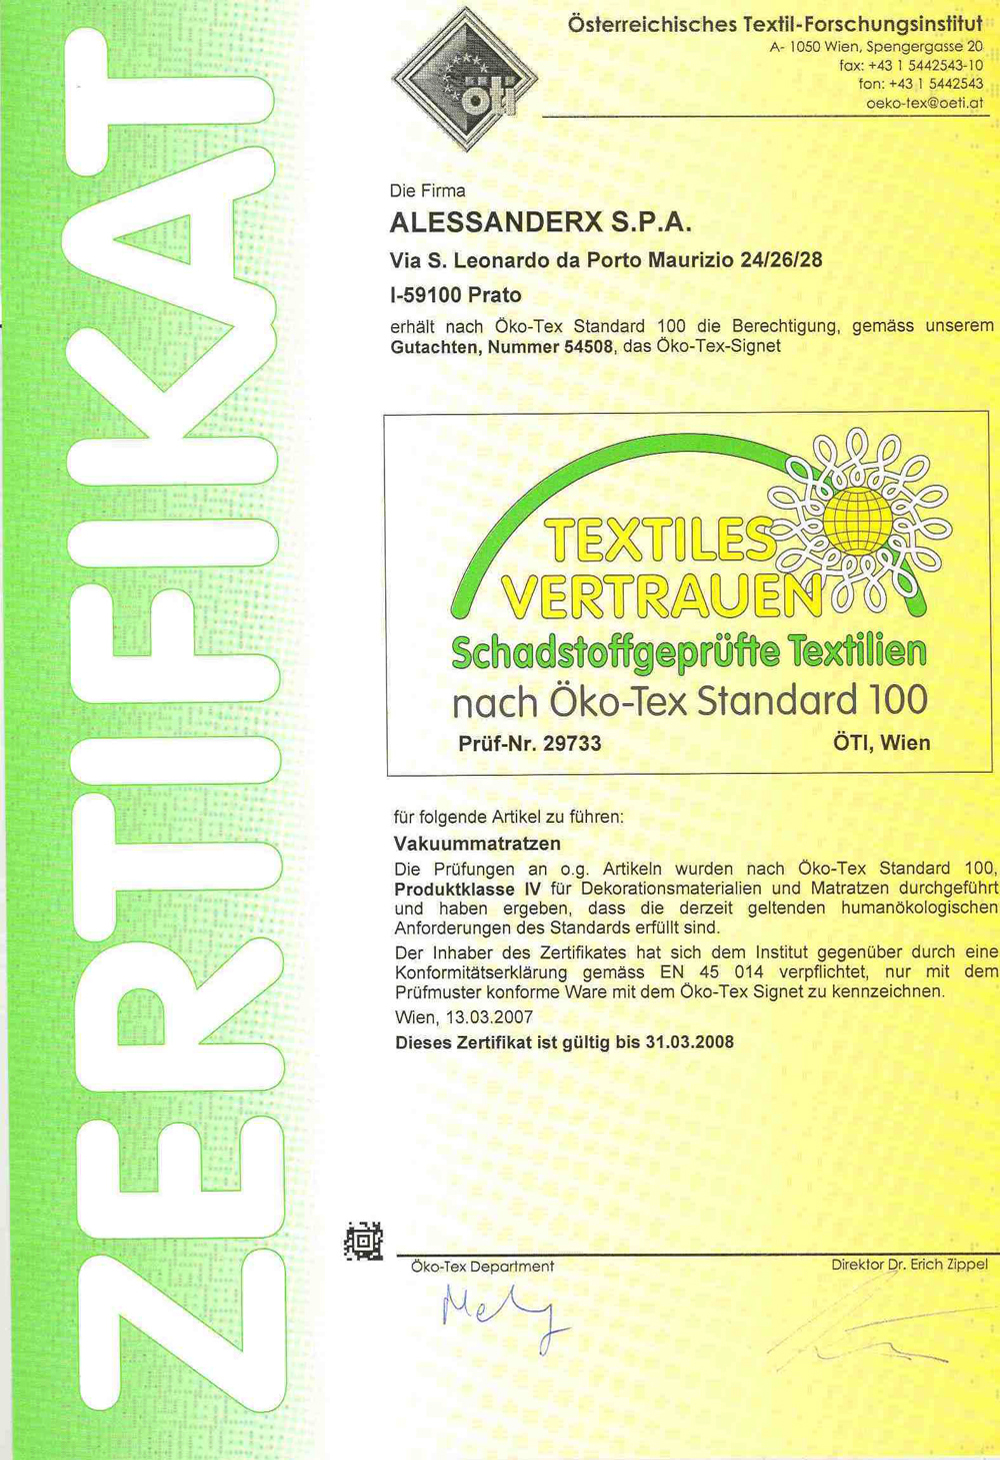 ZERTIFIKAT
öti
Österreichisches Textil-Forschungsinstitut
A- 1050 Wien, Spengergasse 20
fax: +43 1 5442543-10
fon: +43 1 5442543
oeko-tex@oeti.at
Die Firma
ALESSANDERX S.P.A.
Via S. Leonardo da Porto Maurizio 24/26/28
I-59100 Prato
erhält nach Öko-Tex Standard 100 die Berechtigung, gemäss unserem
Gutachten, Nummer 54508, das Öko-Tex-Signet
TEXTILES
VERTRAUEN
Schadstoffgeprüfte Textilien
nach Öko-Tex Standard 100
Prüf-Nr. 29733 ÖTI, Wien
für folgende Artikel zu führen:
Vakuummatratzen
Die Prüfungen an o.g. Artikeln wurden nach Öko-Tex Standard 100,
Produktklasse IV für Dekorationsmaterialien und Matratzen durchgeführt
und haben ergeben, dass die derzeit geltenden humanökologischen
Anforderungen des Standards erfüllt sind.
Der Inhaber des Zertifikates hat sich dem Institut gegenüber durch eine
Konformitätserklärung gemäss EN 45 014 verpflichtet, nur mit dem
Prüfmuster konforme Ware mit dem Öko-Tex Signet zu kennzeichnen.
Wien, 13.03.2007
Dieses Zertifikat ist gültig bis 31.03.2008
Öko-Tex Department Direktor Dr. Erich Zippel